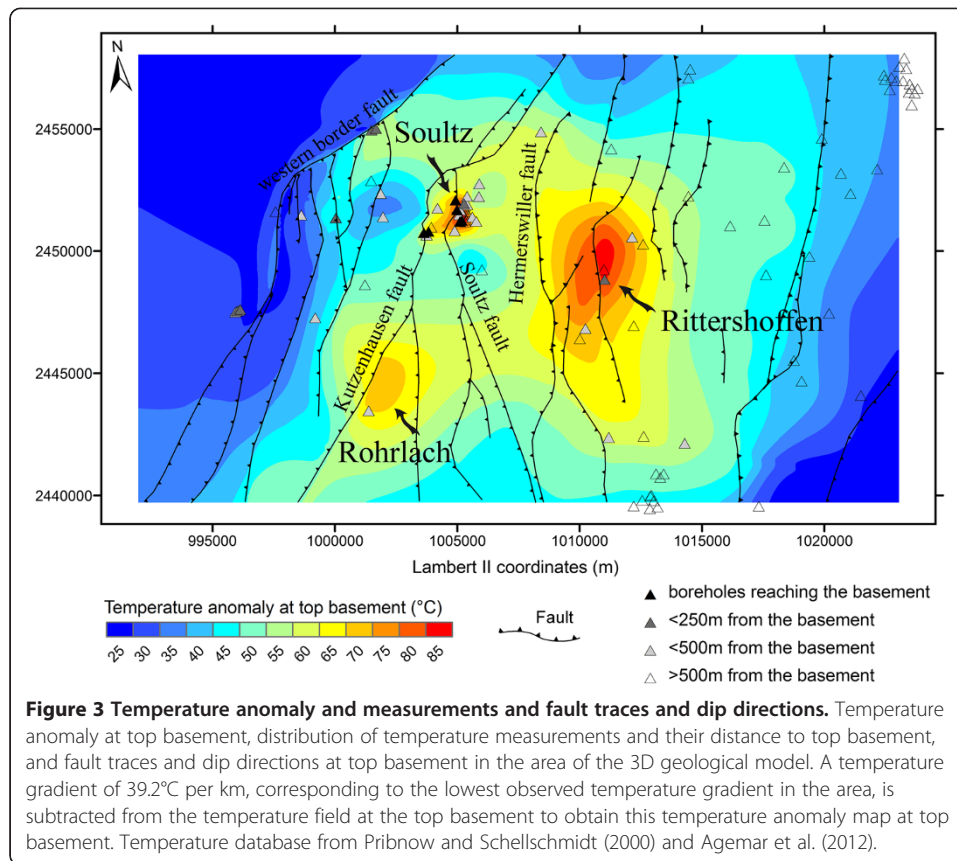 N
2455000
2450000
2445000
2440000
western border fault
Soultz
Hermerswiller fault
Kutzenhausen fault
Soultz fault
Rittershoffen
Rohrlach
995000 1000000 1005000 1010000 1015000 1020000
Lambert II coordinates (m)
Temperature anomaly at top basement (°C)
25 30 35 40 45 50 55 60 65 70 75 80 85
Fault
boreholes reaching the basement
<250m from the basement
<500m from the basement
>500m from the basement
Figure 3 Temperature anomaly and measurements and fault traces and dip directions. Temperature
anomaly at top basement, distribution of temperature measurements and their distance to top basement,
and fault traces and dip directions at top basement in the area of the 3D geological model. A temperature
gradient of 39.2°C per km, corresponding to the lowest observed temperature gradient in the area, is
subtracted from the temperature field at the top basement to obtain this temperature anomaly map at top
basement. Temperature database from Pribnow and Schellschmidt (2000) and Agemar et al. (2012).